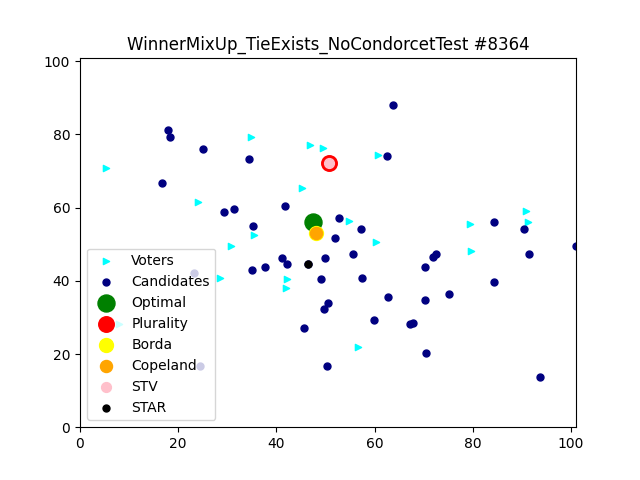 WinnerMixUp_TieExists_NoCondorcetTest #8364
100
80
60
40
20
0
Voters
Candidates
Optimal
Plurality
Borda
Copeland
STV
STAR
0 20 40 60 80 100